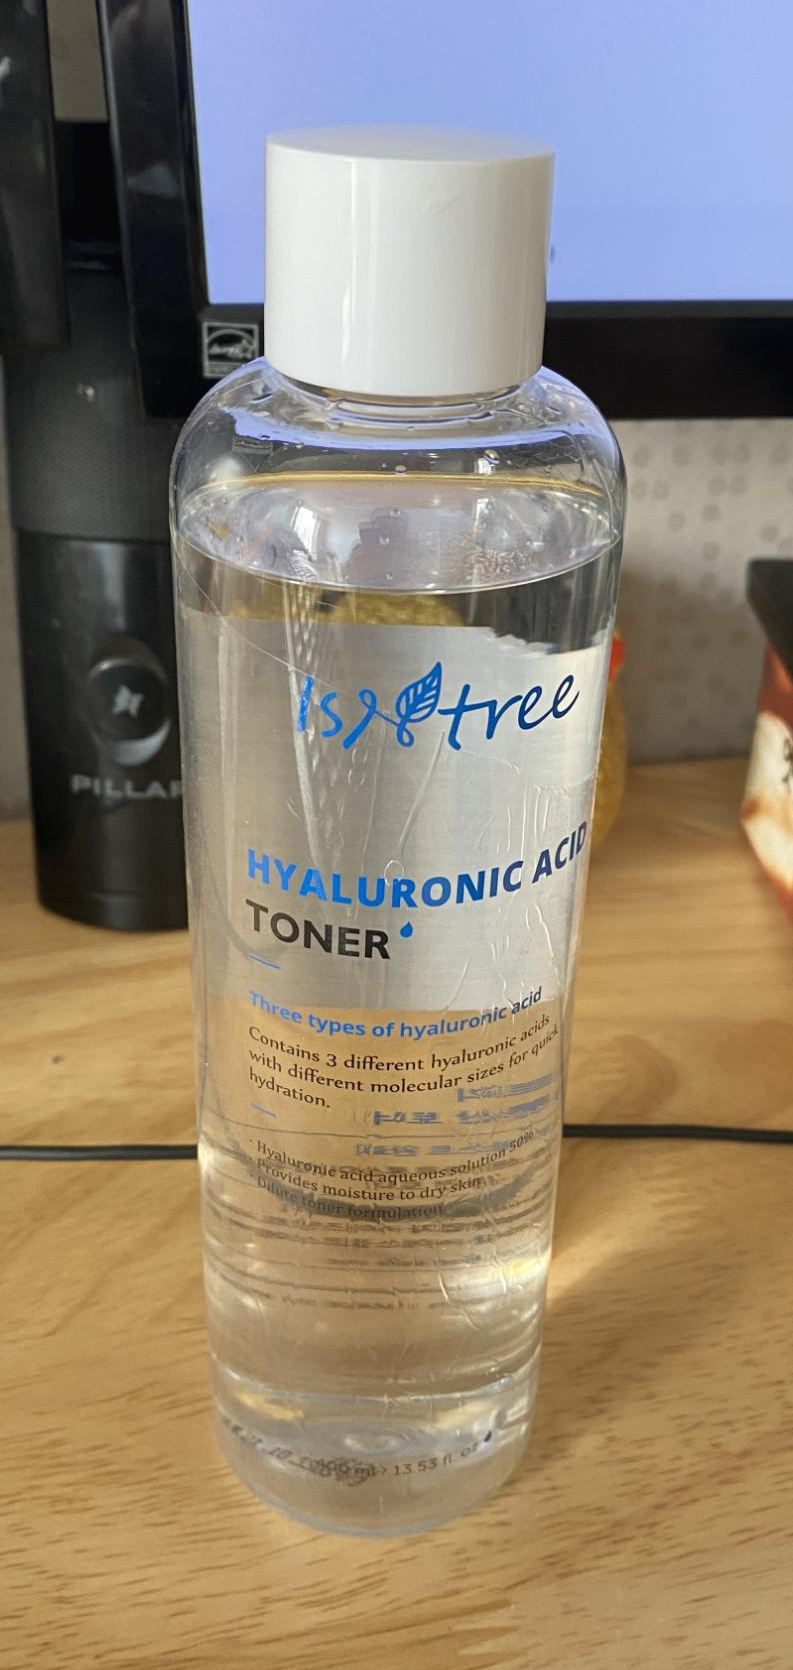 Isntree
HYALURONIC ACID
TONER
Three types of hyaluronic acid
Contains 3 different hyaluronic acids
with different molecular sizes for quick
hydration.
· Hyaluronic acid aqueous solution 50%
· Provides moisture to dry skin
· Dilute toner formulation
400 ml > 13.53 fl. oz
PILLAR